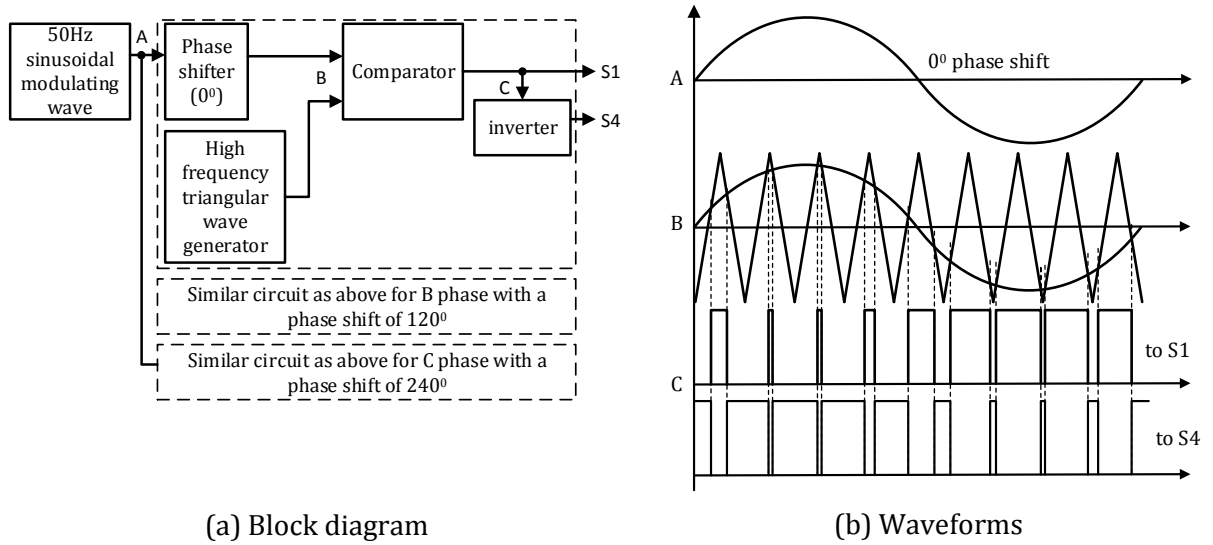 50Hz
sinusoidal
modulating
wave
A
Phase
shifter
(0⁰)
B
Comparator
S1
C
inverter
S4
High
frequency
triangular
wave
generator
Similar circuit as above for B phase with a
phase shift of 120⁰
Similar circuit as above for C phase with a
phase shift of 240⁰
(a) Block diagram
A
0⁰ phase shift
B
to S1
C
to S4
(b) Waveforms